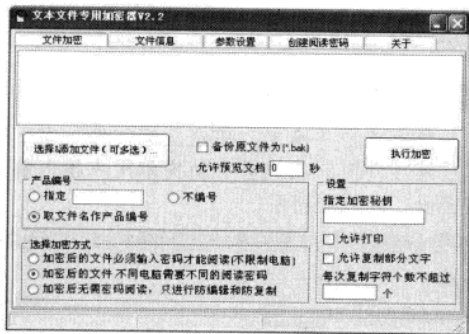 文本文件专用加密器V2.2
文件加密 文件信息 参数设置 创建阅读密码 关于
选择&添加文件(可多选)...
备份原文件为(*.bak)
允许预览文档 0 秒
执行加密
产品编号
指定 不编号
取文件名作产品编号
选择加密方式
加密后的文件必须输入密码才能阅读(不限制电脑)
加密后的文件 不同电脑需要不同的阅读密码
加密后无需密码阅读，只进行防编辑和防复制
设置
指定加密秘钥
允许打印
允许复制部分文字
每次复制字符个数不超过
个